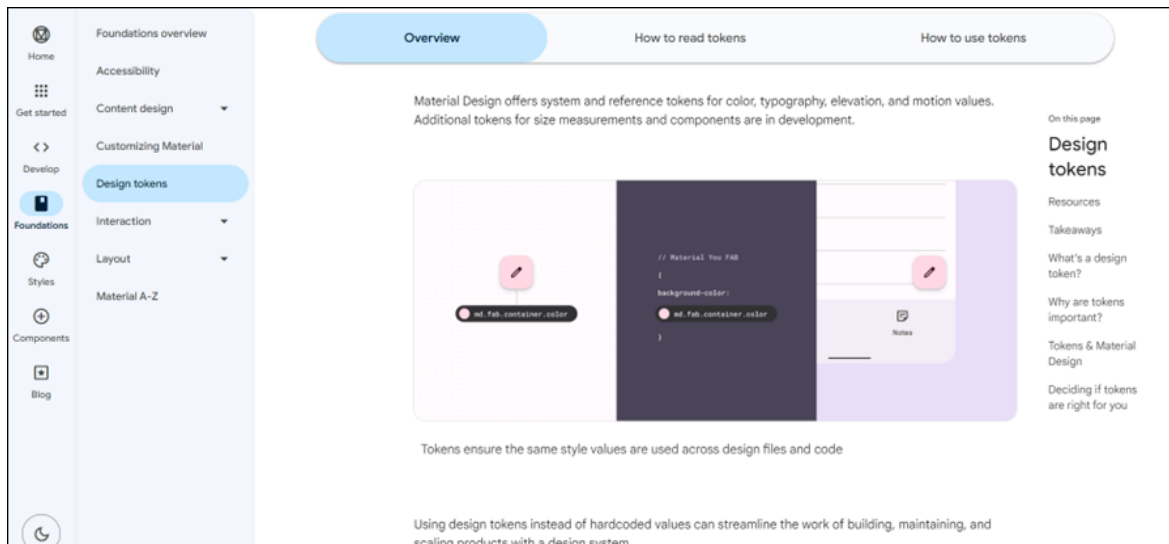 Home
Get started
Develop
Foundations
Styles
Components
Blog
Foundations overview
Accessibility
Content design
Customizing Material
Design tokens
Interaction
Layout
Material A-Z
Overview
How to read tokens
How to use tokens
Material Design offers system and reference tokens for color, typography, elevation, and motion values.
Additional tokens for size measurements and components are in development.
md.fab.container.color
// Material You FAB
{
background-color:
md.fab.container.color
}
Notes
Tokens ensure the same style values are used across design files and code
Using design tokens instead of hardcoded values can streamline the work of building, maintaining, and
scaling products with a design system
On this page
Design
tokens
Resources
Takeaways
What's a design
token?
Why are tokens
important?
Tokens & Material
Design
Deciding if tokens
are right for you